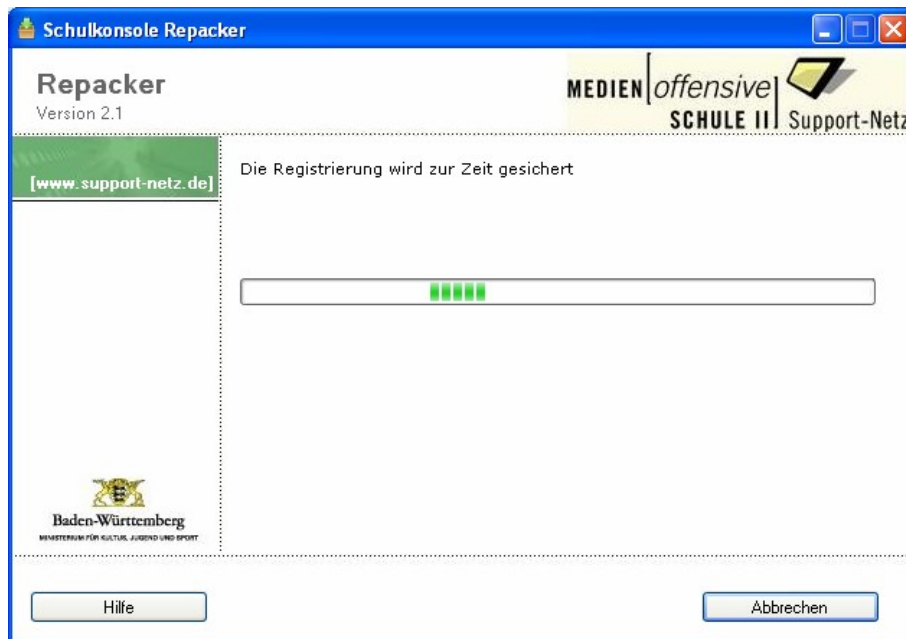 Schulkonsole Repacker
Repacker
Version 2.1
MEDIEN offensive
SCHULE II Support-Netz
[www.support-netz.de]
Die Registrierung wird zur Zeit gesichert
Baden-Württemberg
MINISTERIUM FÜR KULTUS, JUGEND UND SPORT
Hilfe
Abbrechen